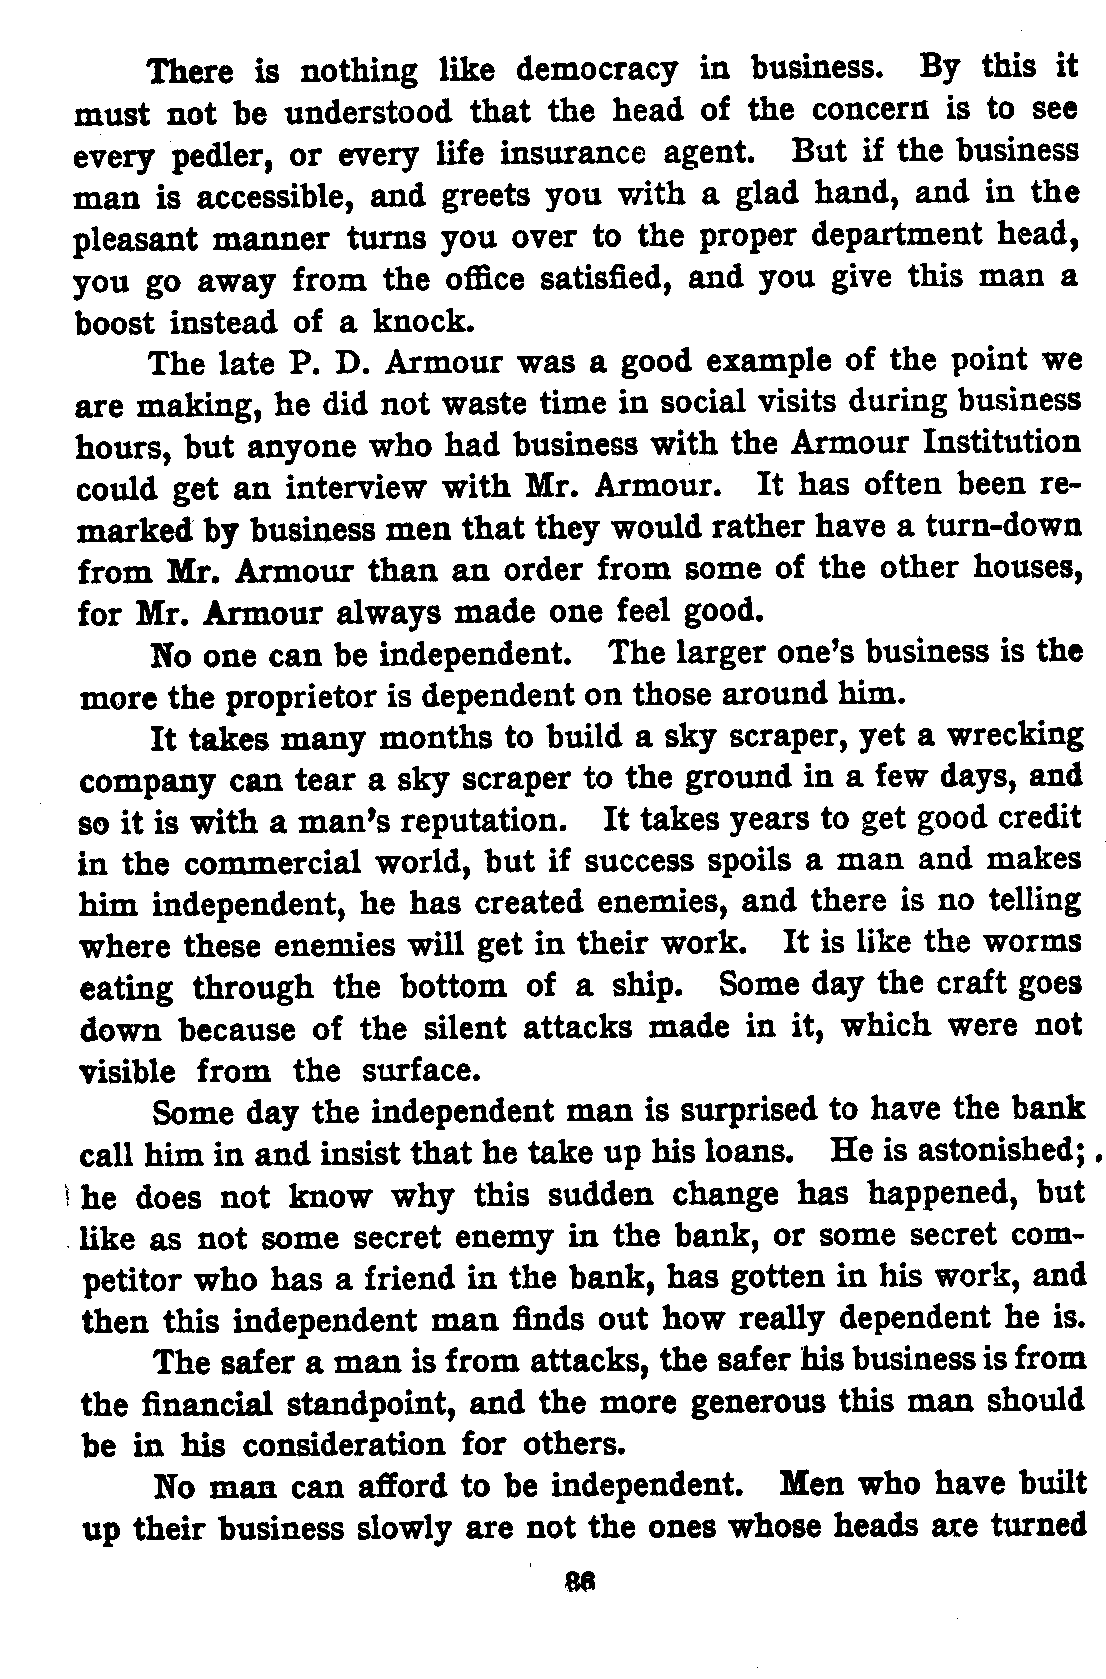 There is nothing like democracy in business. By this it
must not be understood that the head of the concern is to see
every pedler, or every life insurance agent. But if the business
man is accessible, and greets you with a glad hand, and in the
pleasant manner turns you over to the proper department head,
you go away from the office satisfied, and you give this man a
boost instead of a knock.
The late P. D. Armour was a good example of the point we
are making, he did not waste time in social visits during business
hours, but anyone who had business with the Armour Institution
could get an interview with Mr. Armour. It has often been re-
marked by business men that they would rather have a turn-down
from Mr. Armour than an order from some of the other houses,
for Mr. Armour always made one feel good.
No one can be independent. The larger one's business is the
more the proprietor is dependent on those around him.
It takes many months to build a sky scraper, yet a wrecking
company can tear a sky scraper to the ground in a few days, and
so it is with a man's reputation. It takes years to get good credit
in the commercial world, but if success spoils a man and makes
him independent, he has created enemies, and there is no telling
where these enemies will get in their work. It is like the worms
eating through the bottom of a ship. Some day the craft goes
down because of the silent attacks made in it, which were not
visible from the surface.
Some day the independent man is surprised to have the bank
call him in and insist that he take up his loans. He is astonished;
he does not know why this sudden change has happened, but
like as not some secret enemy in the bank, or some secret com-
petitor who has a friend in the bank, has gotten in his work, and
then this independent man finds out how really dependent he is.
The safer a man is from attacks, the safer his business is from
the financial standpoint, and the more generous this man should
be in his consideration for others.
No man can afford to be independent. Men who have built
up their business slowly are not the ones whose heads are turned
86